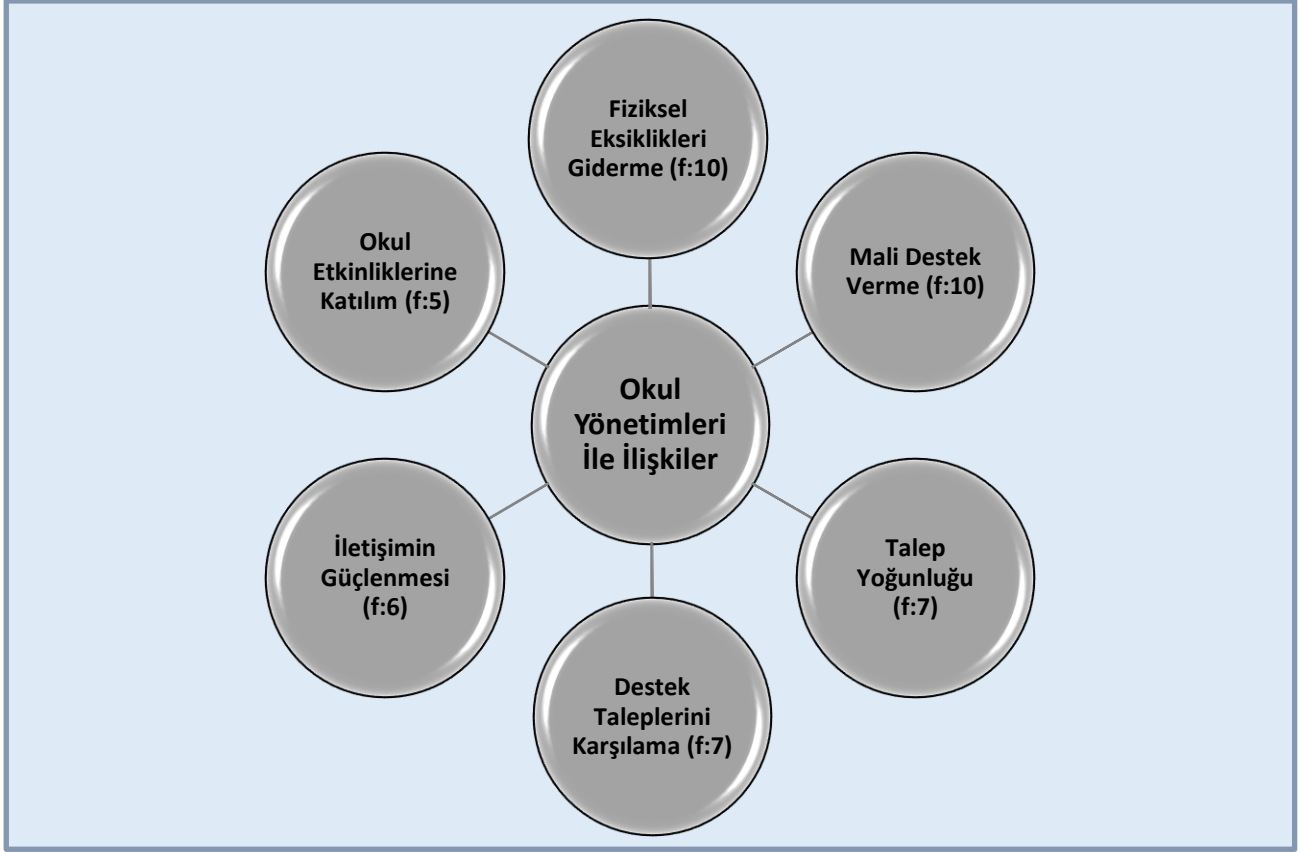 Fiziksel
Eksiklikleri
Giderme (f:10)
Mali Destek
Verme (f:10)
Talep
Yoğunluğu
(f:7)
Destek
Taleplerini
Karşılama (f:7)
İletişimin
Güçlenmesi
(f:6)
Okul
Etkinliklerine
Katılım (f:5)
Okul
Yönetimleri
İle İlişkiler